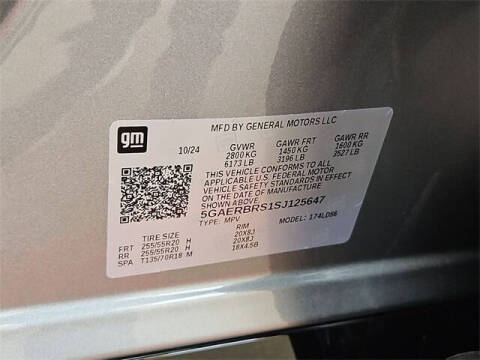 gm
MFD BY GENERAL MOTORS LLC
10/24 GVWR GAWR FRT GAWR RR
2800 KG 1450 KG 1600 KG
6173 LB 3196 LB 3527 LB
THIS VEHICLE CONFORMS TO ALL
APPLICABLE U.S. FEDERAL MOTOR
VEHICLE SAFETY STANDARDS IN EFFECT
ON THE DATE OF MANUFACTURE
SHOWN ABOVE.
5GAERBRS1SJ125647
TYPE: MPV MODEL: 174LD56
TIRE SIZE RIM
FRT 255/55R20 H 20X8J
RR 255/55R20 H 20X8J
SPA T135/70R18 M 18X4.5B